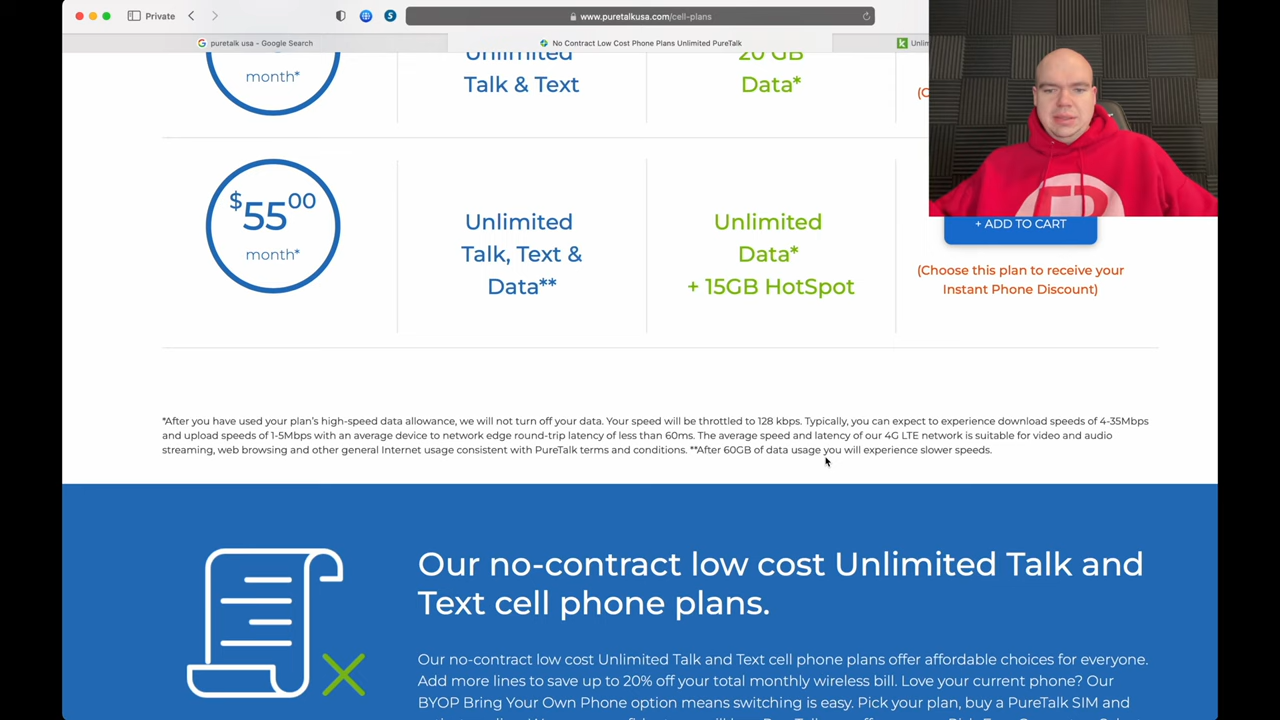 Private
www.puretalkusa.com/cell-plans
puretalk usa - Google Search
No Contract Low Cost Phone Plans Unlimited PureTalk
month*
Unlimited
Talk & Text
20 GB
Data*
$55 00
month*
Unlimited
Talk, Text &
Data**
Unlimited
Data*
+ 15GB HotSpot
+ ADD TO CART
(Choose this plan to receive your
Instant Phone Discount)
*After you have used your plan's high-speed data allowance, we will not turn off your data. Your speed will be throttled to 128 kbps. Typically, you can expect to experience download speeds of 4-35Mbps
and upload speeds of 1-5Mbps with an average device to network edge round-trip latency of less than 60ms. The average speed and latency of our 4G LTE network is suitable for video and audio
streaming, web browsing and other general Internet usage consistent with PureTalk terms and conditions. **After 60GB of data usage you will experience slower speeds.
Our no-contract low cost Unlimited Talk and
Text cell phone plans.
Our no-contract low cost Unlimited Talk and Text cell phone plans offer affordable choices for everyone.
Add more lines to save up to 20% off your total monthly wireless bill. Love your current phone? Our
BYOP Bring Your Own Phone option means switching is easy. Pick your plan, buy a PureTalk SIM and